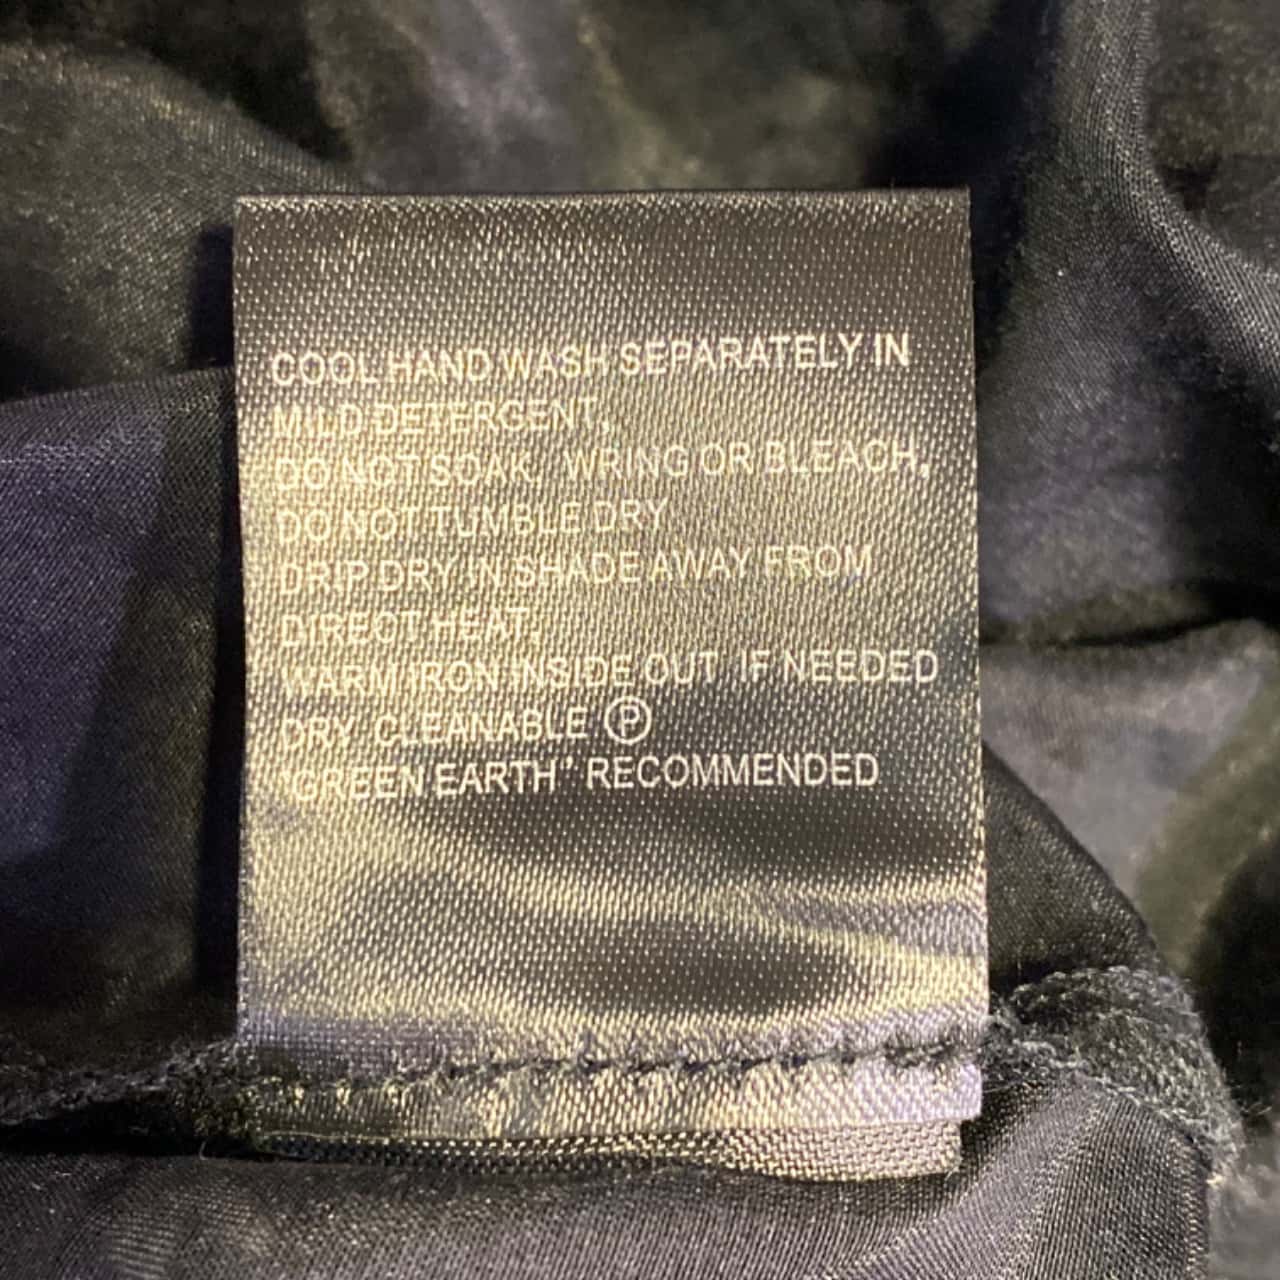 COOL HAND WASH SEPARATELY IN
MILD DETERGENT,
DO NOT SOAK, WRING OR BLEACH,
DO NOT TUMBLE DRY
DRIP DRY IN SHADE AWAY FROM
DIRECT HEAT,
WARM IRON INSIDE OUT IF NEEDED
DRY CLEANABLE Ⓟ
"GREEN EARTH" RECOMMENDED